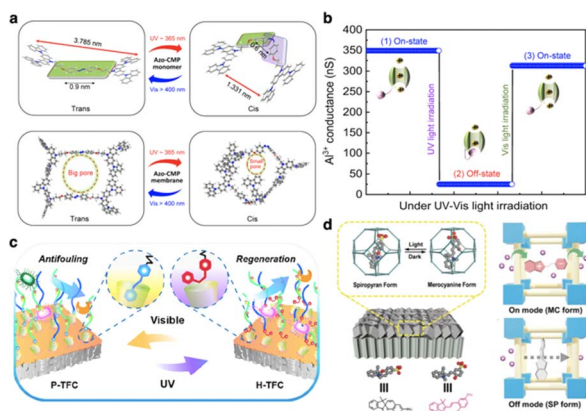 a
3.785 nm
0.9 nm
Trans
UV ~ 365 nm
Azo-CMP
monomer
Vis > 400 nm
1.331 nm
Cis
Big pore
Trans
UV ~ 365 nm
Azo-CMP
membrane
Vis > 400 nm
Small
pore
Cis
b
Al3+ conductance (nS)
400
350
300
250
200
150
100
50
0
(1) On-state
UV light irradiation
(2) Off-state
Vis light irradiation
(3) On-state
Under UV-Vis light irradiation
c
Antifouling
Regeneration
Visible
UV
P-TFC
H-TFC
d
Light
Dark
Spiropyran Form
Merocyanine Form
On mode (MC form)
Off mode (SP form)